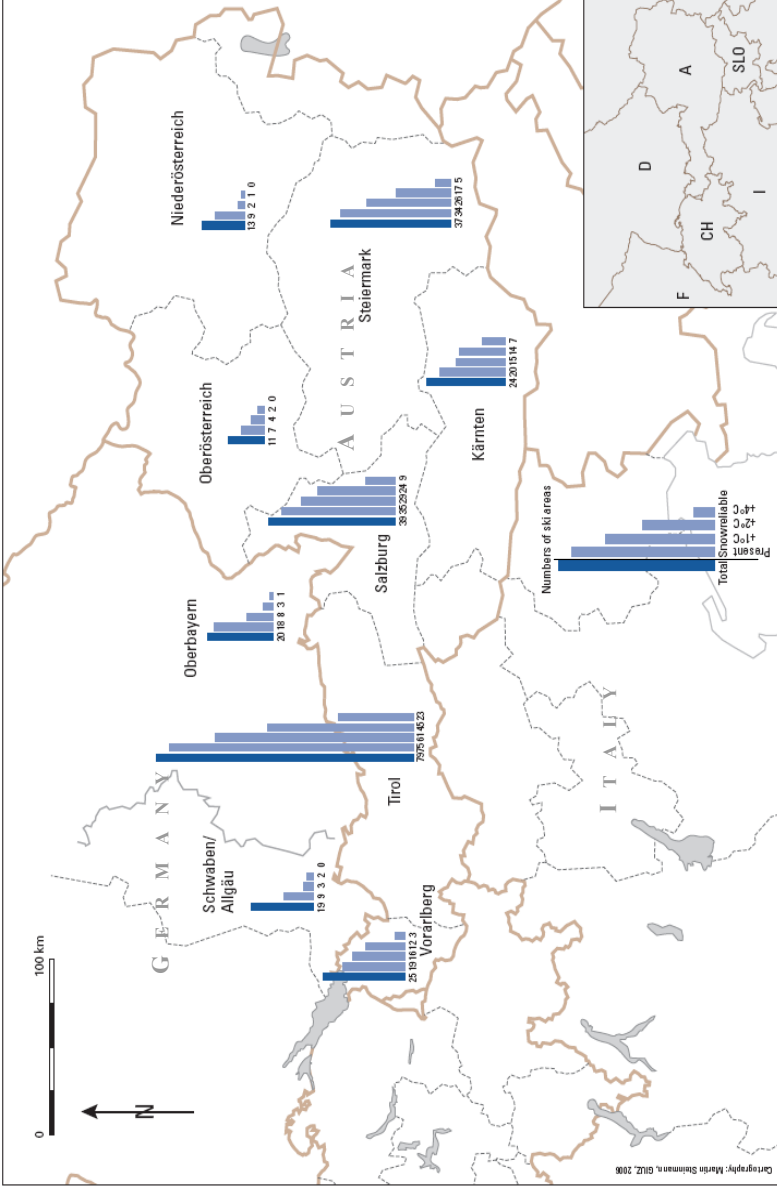 0
100 km
N
GERMANY
Schwaben/
Allgäu
19 9 3 2 0
Vorarlberg
25 19 16 12 3
Tirol
79 75 61 45 23
Oberbayern
20 18 8 3 1
Salzburg
39 35 29 24 9
Oberösterreich
11 7 4 2 0
Niederösterreich
13 9 2 1 0
AUSTRIA
Steiermark
37 34 26 17 5
Kärnten
24 20 15 14 7
ITALY
Numbers of ski areas
Total Snowreliable
Present
+1°C
+2°C
+4°C
F
D
CH
A
SLO
I
Cartography: Martin Steinmann, GIUZ, 2006